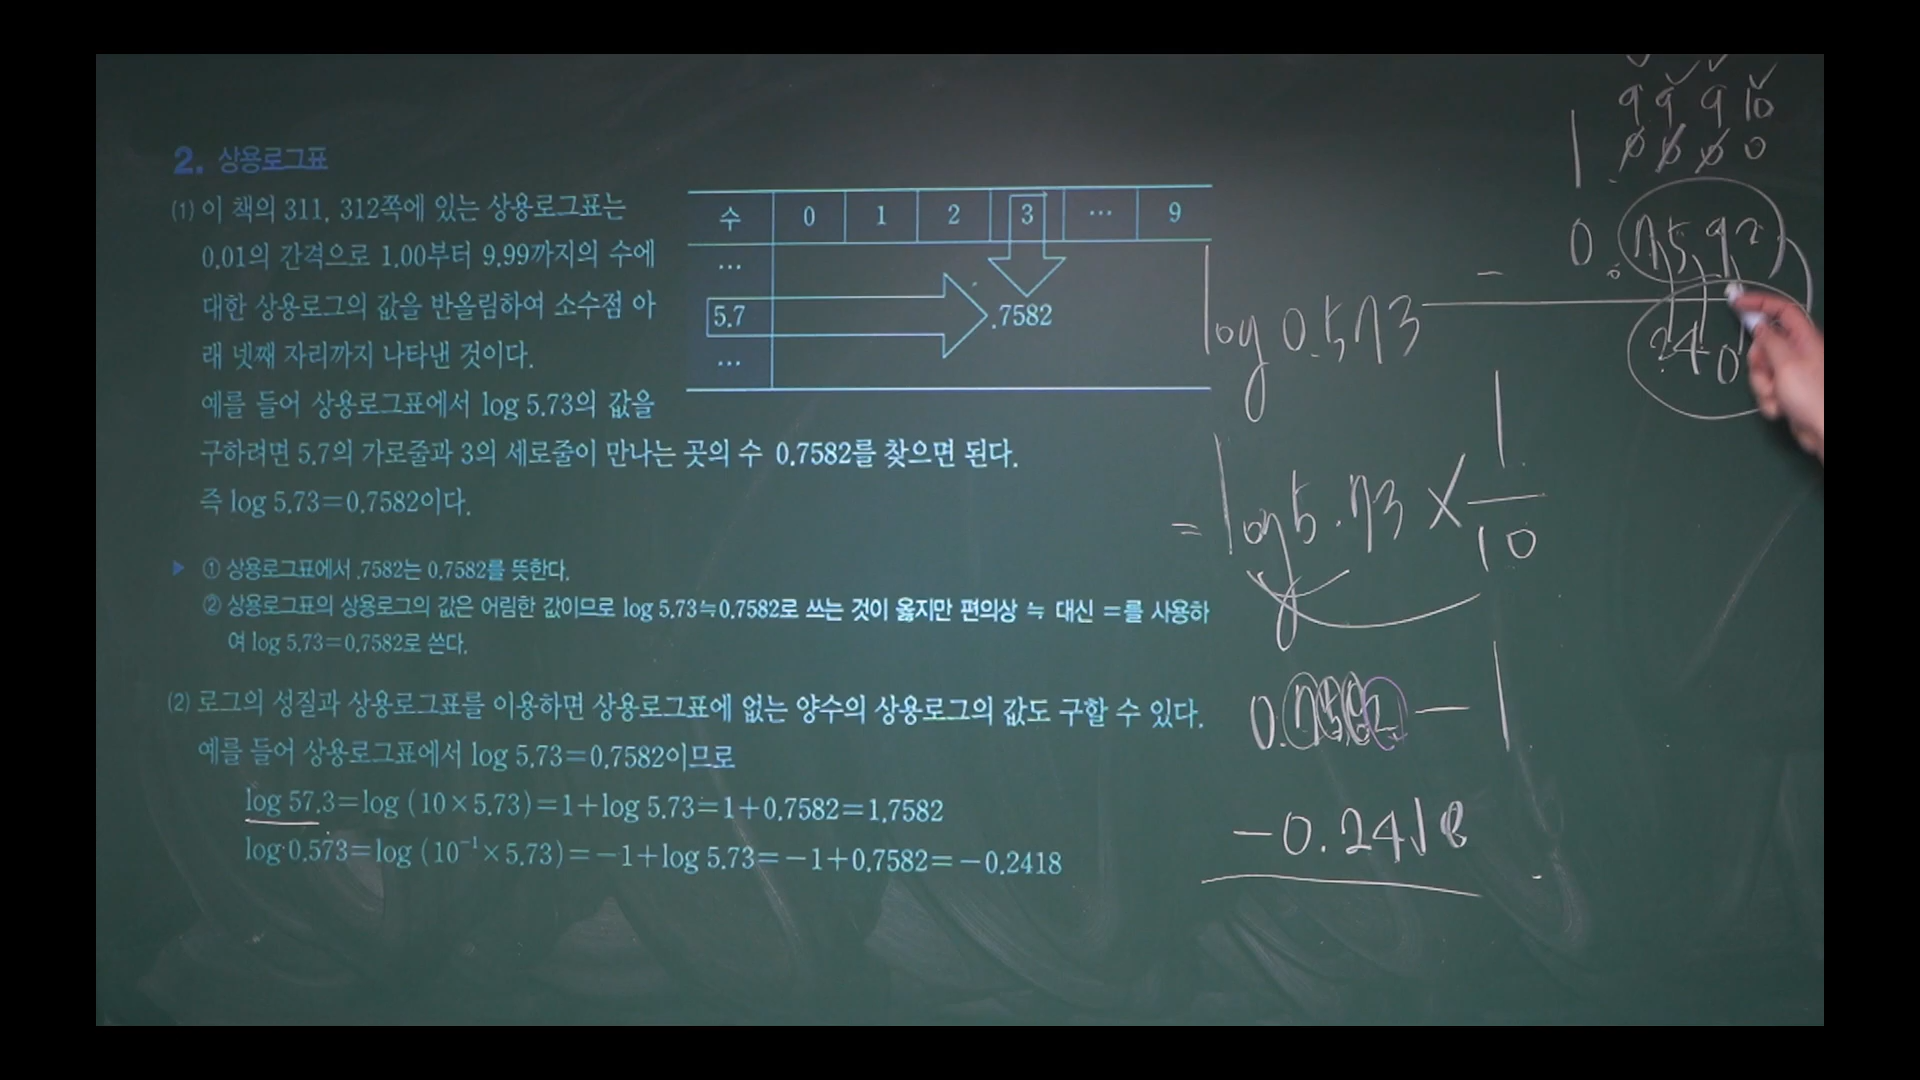 2. 상용로그표
(1) 이 책의 311, 312쪽에 있는 상용로그표는
0.01의 간격으로 1.00부터 9.99까지의 수에
대한 상용로그의 값을 반올림하여 소수점 아
래 넷째 자리까지 나타낸 것이다.
예를 들어 상용로그표에서 log 5.73의 값을
구하려면 5.7의 가로줄과 3의 세로줄이 만나는 곳의 수 0.7582를 찾으면 된다.
즉 log 5.73=0.7582이다.
수 0 1 2 3 … 9
…
5.7 .7582
…
▶ ① 상용로그표에서 .7582는 0.7582를 뜻한다.
② 상용로그표의 상용로그의 값은 어림한 값이므로 log 5.73≒0.7582로 쓰는 것이 옳지만 편의상 ≒ 대신 =를 사용하
여 log 5.73=0.7582로 쓴다.
(2) 로그의 성질과 상용로그표를 이용하면 상용로그표에 없는 양수의 상용로그의 값도 구할 수 있다.
예를 들어 상용로그표에서 log 5.73=0.7582이므로
log 57.3=log (10×5.73)=1+log 5.73=1+0.7582=1.7582
log 0.573=log (10⁻¹×5.73)=−1+log 5.73=−1+0.7582=−0.2418
9 9 9 10
1.0000
− 0.7592
240
log 0.573
= log 5.73 × 1/10
0.7582 − 1
−0.2418